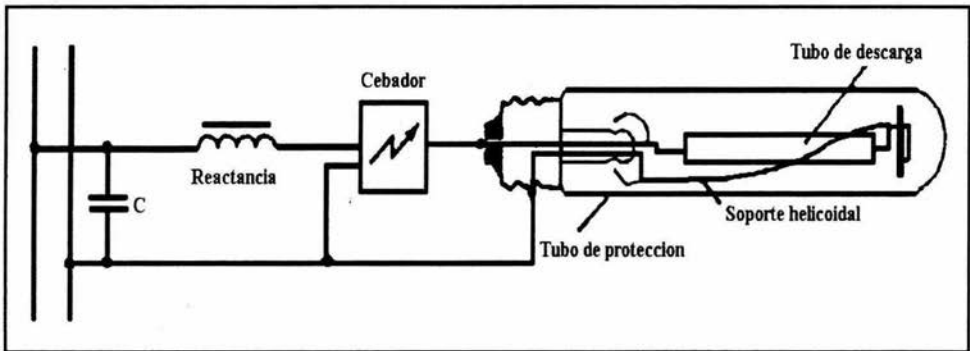 Tubo de descarga
Cebador
Reactancia
C
Soporte helicoidal
Tubo de proteccion